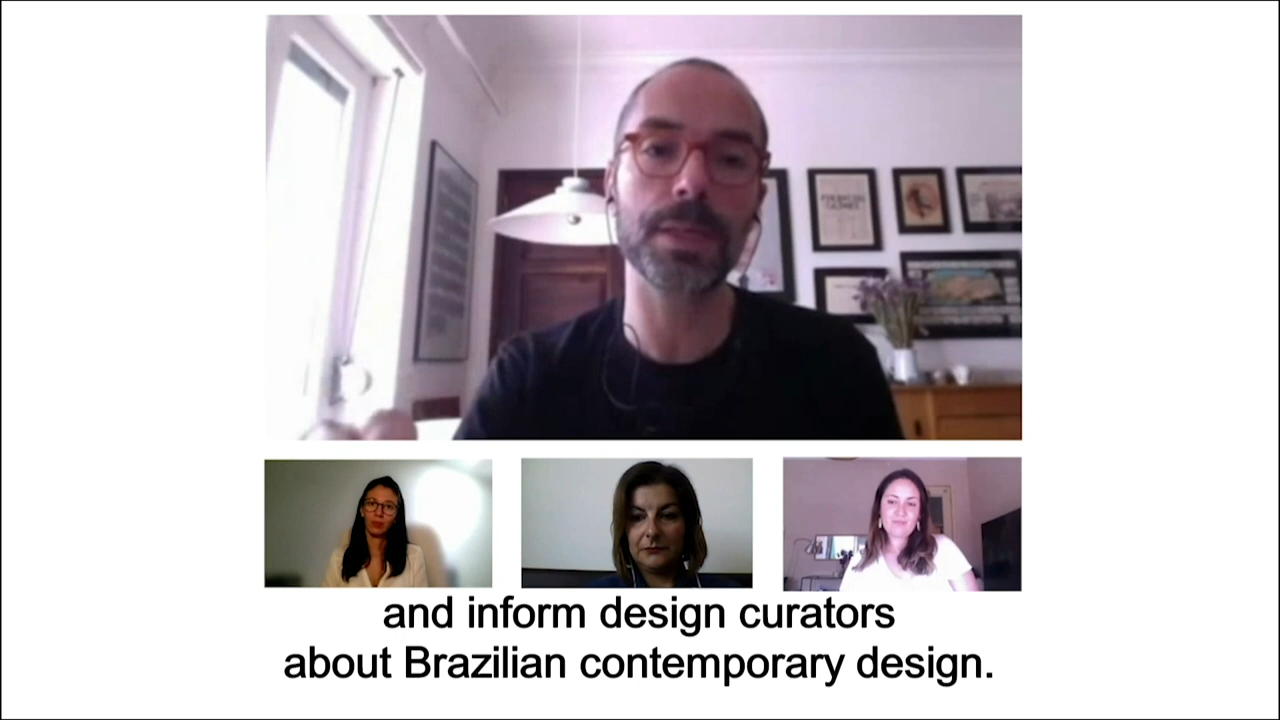 and inform design curators
about Brazilian contemporary design.